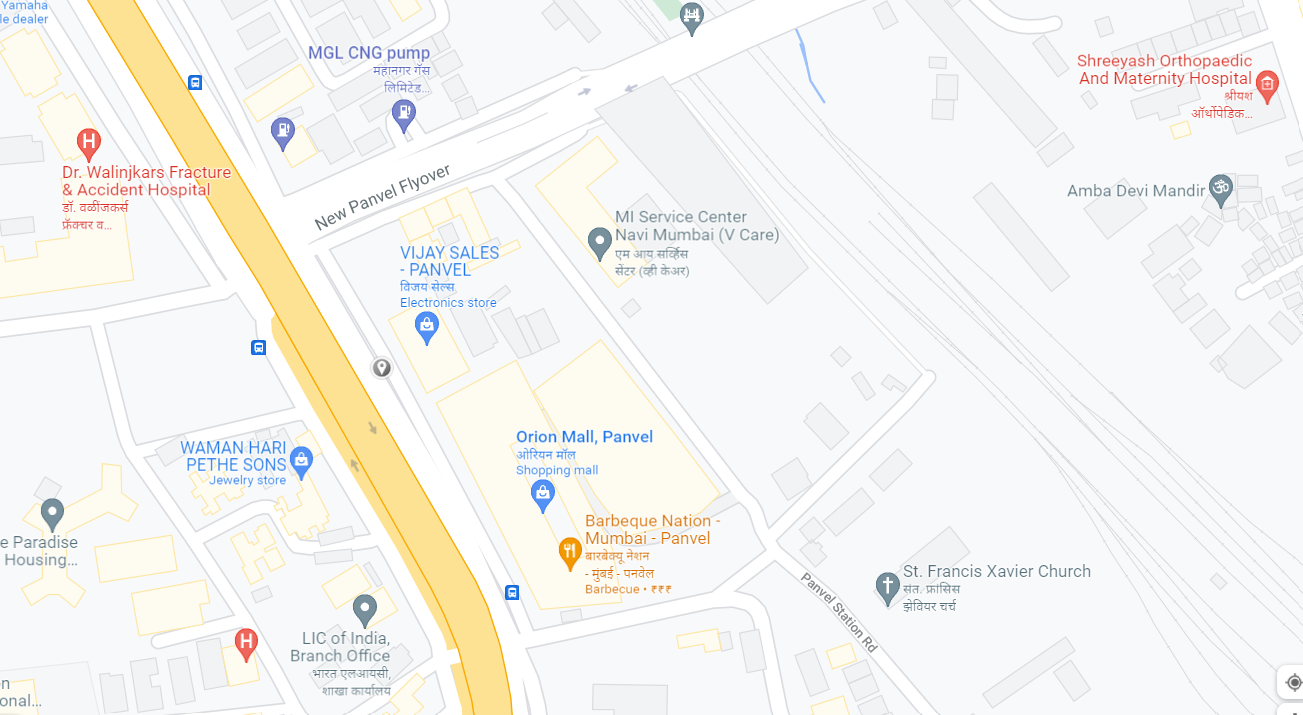 Yamaha
le dealer
MGL CNG pump
महानगर गॅस
लिमिटेड...
Shreeyash Orthopaedic
And Maternity Hospital
श्रीयश
ऑर्थोपेडिक...
Dr. Walinjkars Fracture
& Accident Hospital
डॉ. वळींजकर्स
फ्रॅक्चर व...
New Panvel Flyover
Amba Devi Mandir
MI Service Center
Navi Mumbai (V Care)
एम आय सर्व्हिस
सेंटर (व्ही केअर)
VIJAY SALES
- PANVEL
विजय सेल्स
Electronics store
Orion Mall, Panvel
ओरियन मॉल
Shopping mall
WAMAN HARI
PETHE SONS
Jewelry store
Barbeque Nation -
Mumbai - Panvel
बारबेक्यू नेशन
- मुंबई - पनवेल
Barbecue • ₹₹₹
e Paradise
Housing...
St. Francis Xavier Church
संत. फ्रासिस
झेवियर चर्च
Panvel Station Rd
LIC of India,
Branch Office
भारत एलआयसी,
शाखा कार्यालय
n
onal...